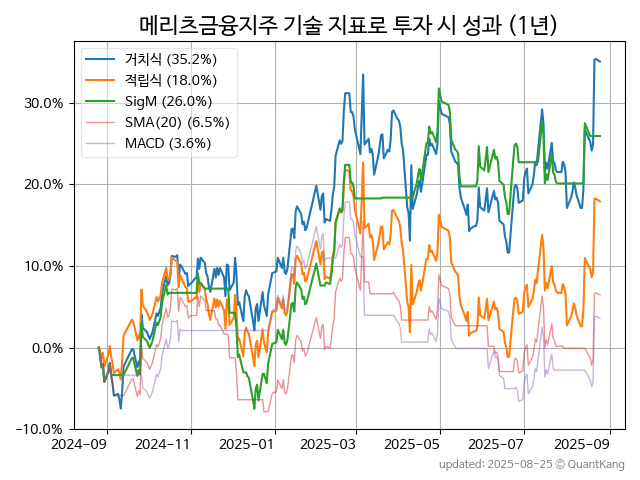 메리츠금융지주 기술 지표로 투자 시 성과 (1년)
거치식 (35.2%)
적립식 (18.0%)
SigM (26.0%)
SMA(20) (6.5%)
MACD (3.6%)
30.0%
20.0%
10.0%
0.0%
−10.0%
2024−09 2024−11 2025−01 2025−03 2025−05 2025−07 2025−09
updated: 2025-08-25 © QuantKang